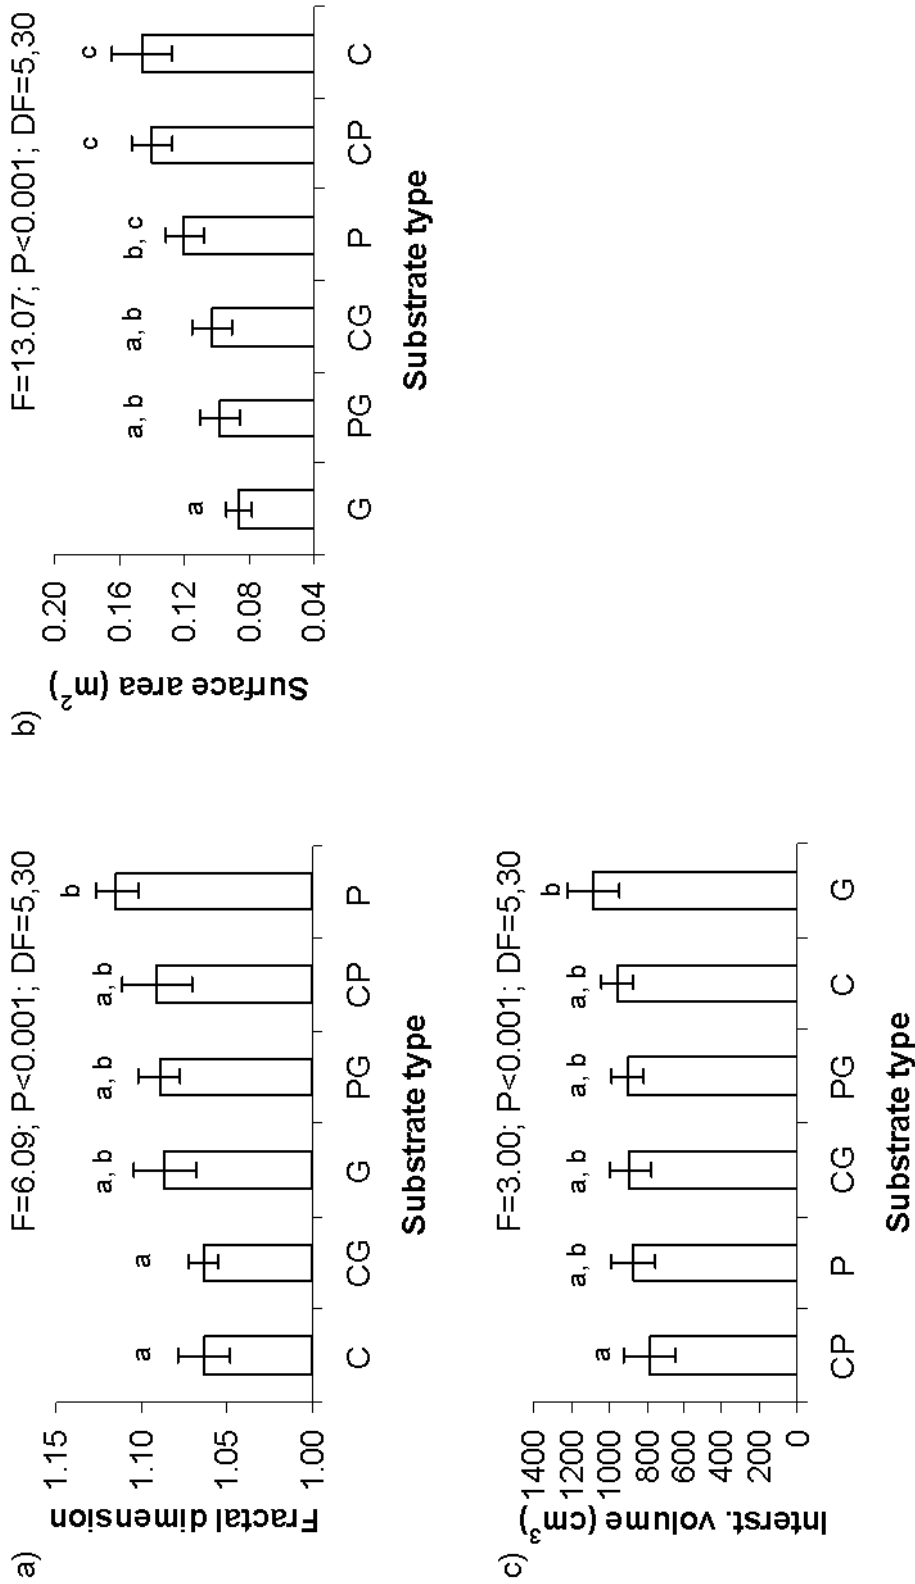 a)
F=6.09; P<0.001; DF=5,30
Fractal dimension
1.15
1.10
1.05
1.00
a a a, b a, b a, b b
C CG G PG CP P
Substrate type
b)
F=13.07; P<0.001; DF=5,30
Surface area (m²)
0.20
0.16
0.12
0.08
0.04
a a, b a, b b, c c c
G PG CG P CP C
Substrate type
c)
F=3.00; P<0.001; DF=5,30
Interst. volume (cm³)
1400
1200
1000
800
600
400
200
0
a a, b a, b a, b a, b b
CP P CG PG C G
Substrate type